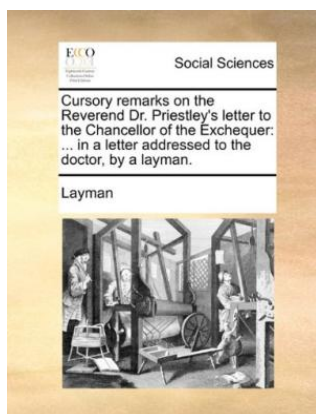 ECCO
Social Sciences
Cursory remarks on the
Reverend Dr. Priestley's letter to
the Chancellor of the Exchequer:
... in a letter addressed to the
doctor, by a layman.
Layman